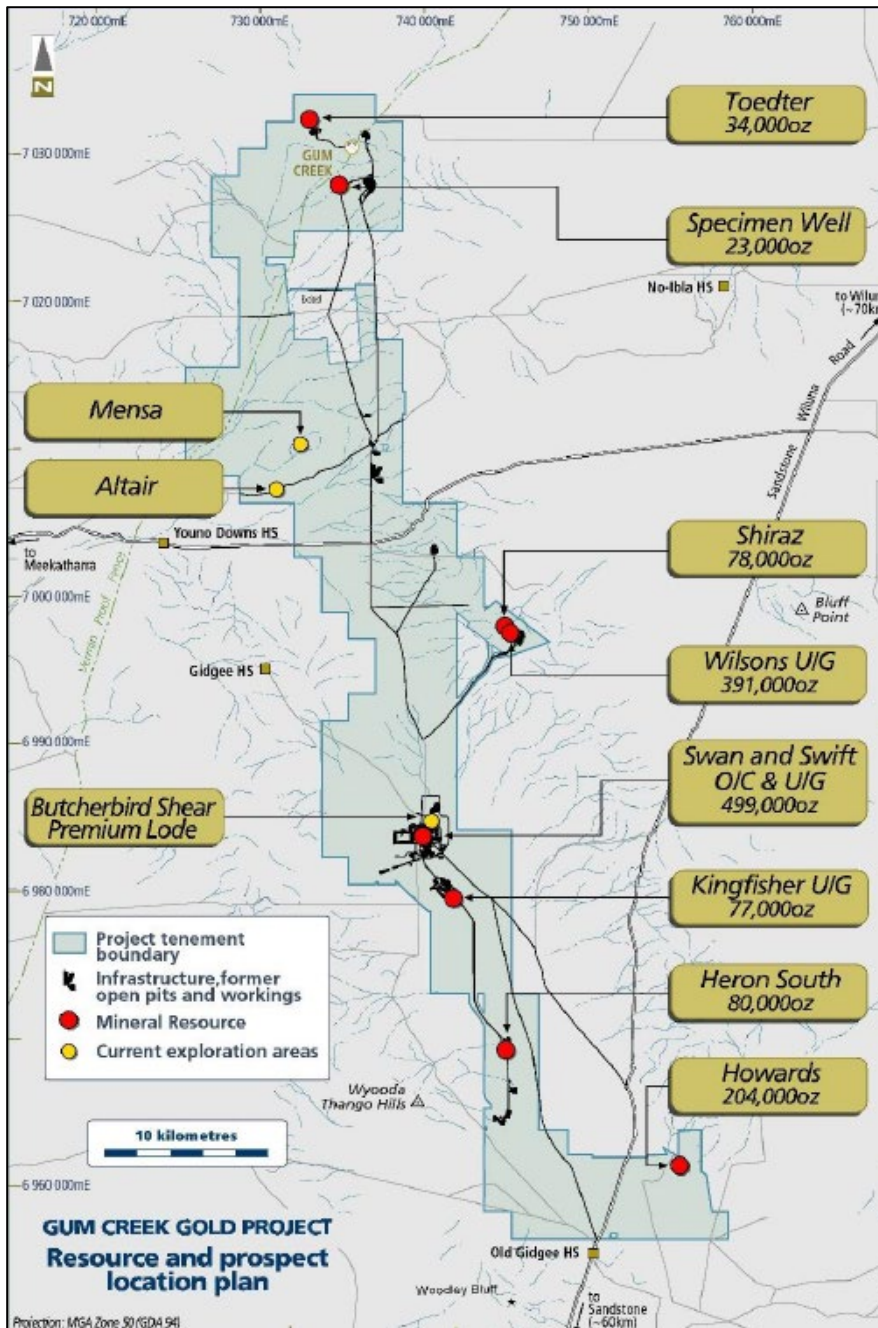 720 000mE
730 000mE
740 000mE
750 000mE
760 000mE
N
Toedter
34,000oz
7 030 000mE
GUM
CREEK
Specimen Well
23,000oz
No-Ibla HS
to Wiluna
(~70km
7 020 000mE
Road
Wiluna
Sandstone
Mensa
Altair
Youno Downs HS
to
Meekatharra
Shiraz
78,000oz
7 000 000mE
Bluff
Point
Vermin Proof Fence
Gidgee HS
Wilsons U/G
391,000oz
6 990 000mE
Swan and Swift
O/C & U/G
499,000oz
Butcherbird Shear
Premium Lode
6 980 000mE
Kingfisher U/G
77,000oz
Project tenement
boundary
Infrastructure,former
open pits and workings
Mineral Resource
Current exploration areas
Heron South
80,000oz
Wyooda
Thango Hills
Howards
204,000oz
10 kilometres
6 960 000mE
GUM CREEK GOLD PROJECT
Resource and prospect
location plan
Old Gidgee HS
Woodley Bluff
to
Sandstone
(~60km)
Projection: MGA Zone 50 (GDA 94)